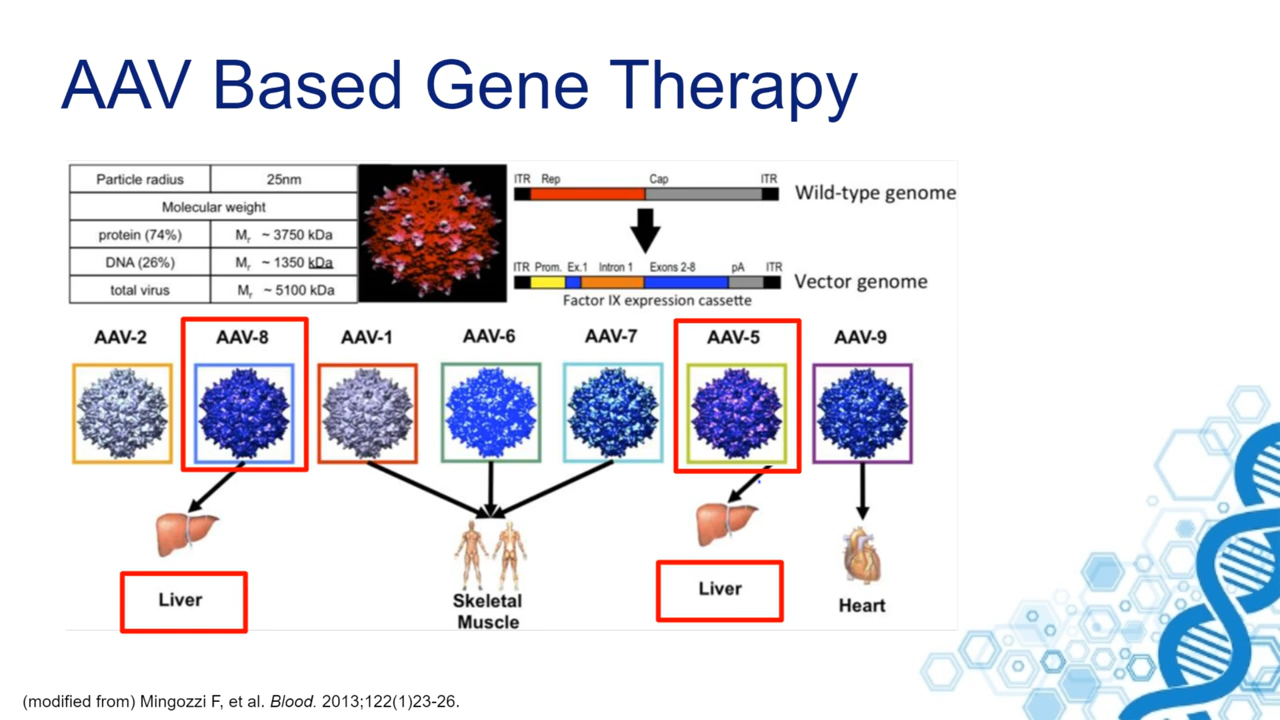 AAV Based Gene Therapy
Particle radius 25nm
Molecular weight
protein (74%) Mr ~ 3750 kDa
DNA (26%) Mr ~ 1350 kDa
total virus Mr ~ 5100 kDa
ITR Rep Cap ITR
Wild-type genome
ITR Prom. Ex.1 Intron 1 Exons 2-8 pA ITR
Vector genome
Factor IX expression cassette
AAV-2 AAV-8 AAV-1 AAV-6 AAV-7 AAV-5 AAV-9
Liver
Skeletal
Muscle
Liver
Heart
(modified from) Mingozzi F, et al. Blood. 2013;122(1)23-26.